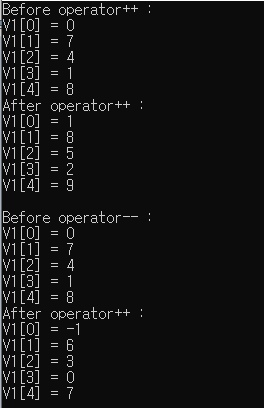 Before operator++ :
V1[0] = 0
V1[1] = 7
V1[2] = 4
V1[3] = 1
V1[4] = 8
After operator++ :
V1[0] = 1
V1[1] = 8
V1[2] = 5
V1[3] = 2
V1[4] = 9
Before operator-- :
V1[0] = 0
V1[1] = 7
V1[2] = 4
V1[3] = 1
V1[4] = 8
After operator++ :
V1[0] = -1
V1[1] = 6
V1[2] = 3
V1[3] = 0
V1[4] = 7